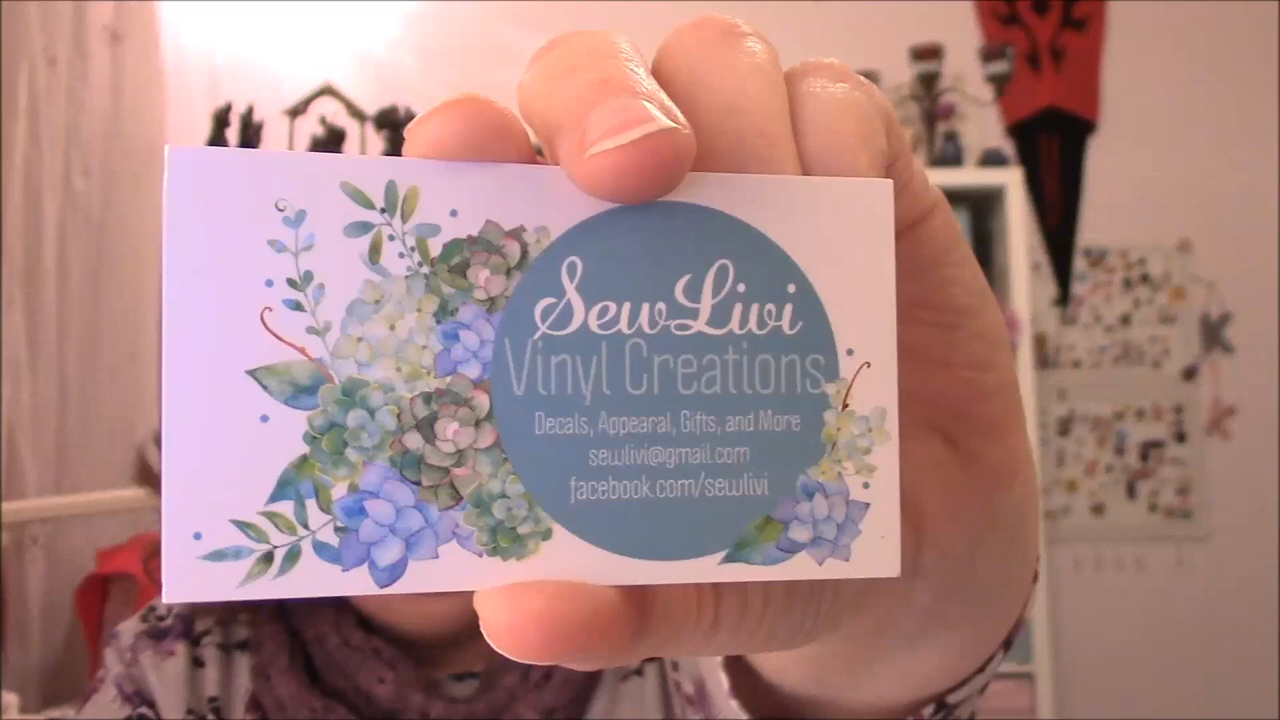 SewLivi
Vinyl Creations
Decals, Appearal, Gifts, and More
sewlivi@gmail.com
facebook.com/sewlivi